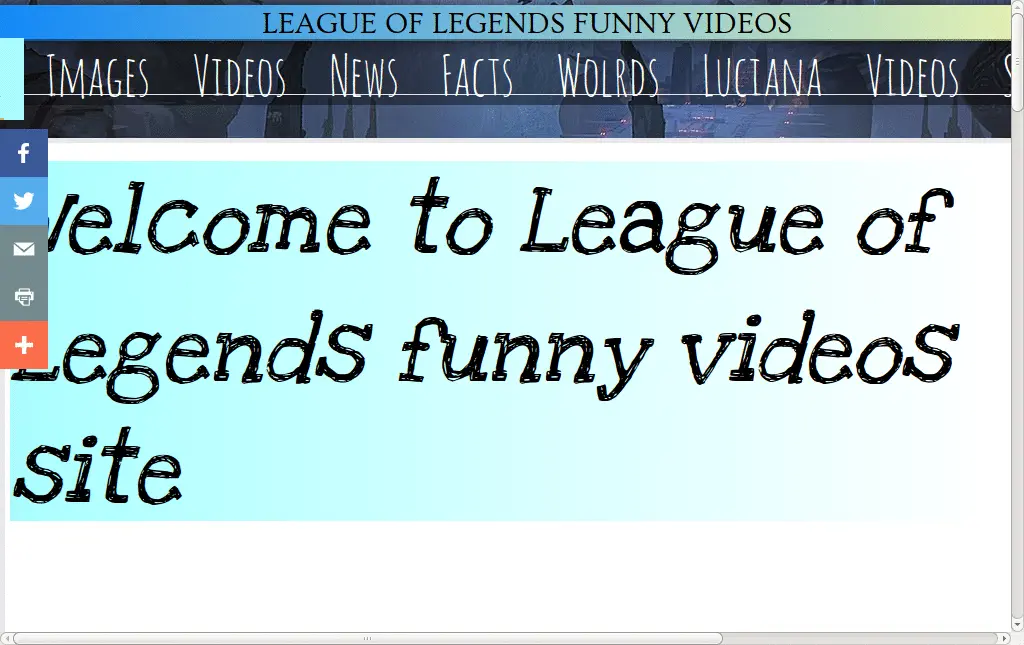 LEAGUE OF LEGENDS FUNNY VIDEOS
Images Videos News Facts Wolrds Luciana Videos
Welcome to League of
Legends funny videos
site